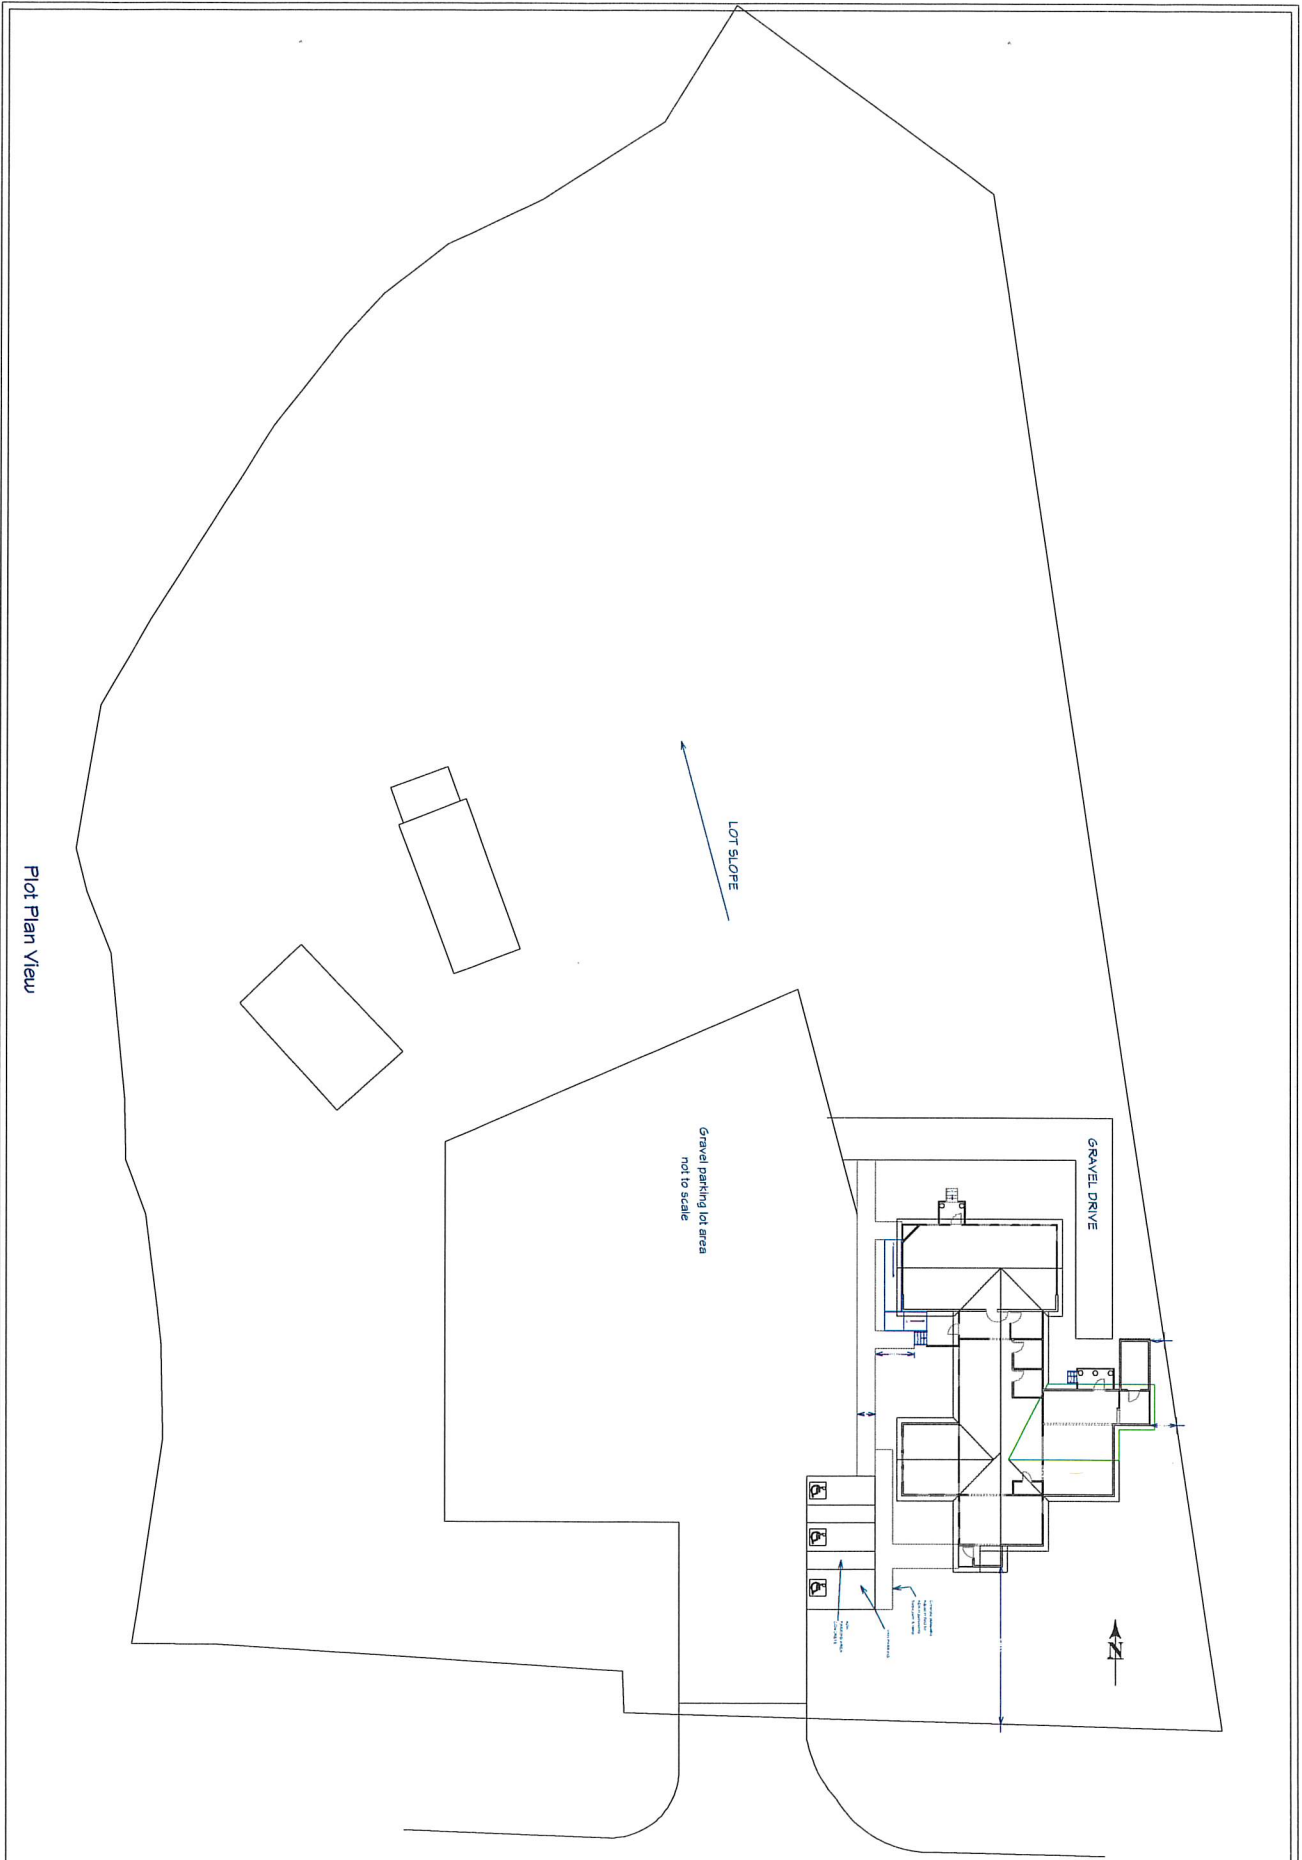 GRAVEL DRIVE
LOT SLOPE
Gravel parking lot area
not to scale
N
Plot Plan View